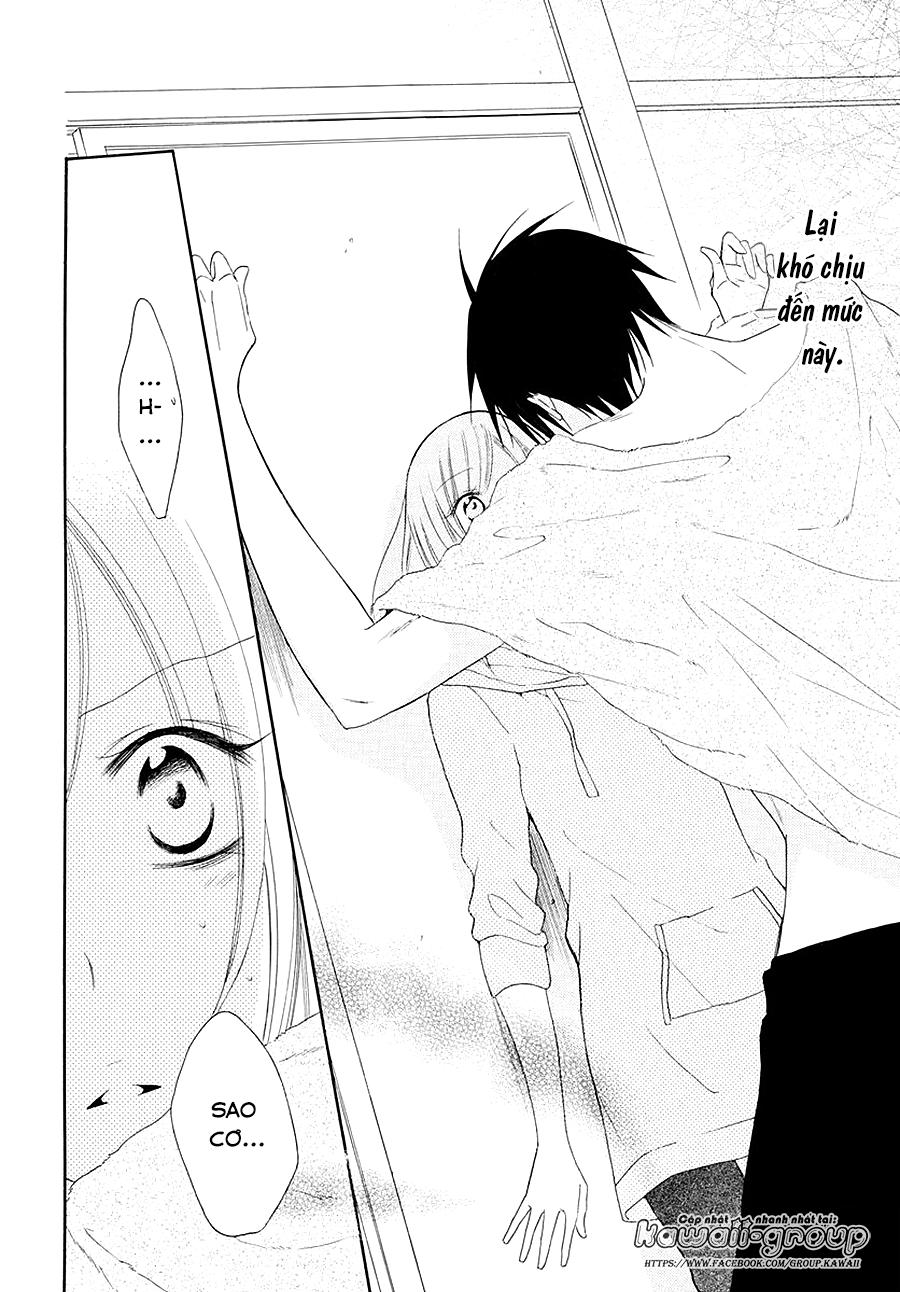 Lại
khó chịu
đến mức
này.
...
H-
...
SAO
CƠ...
Cập nhật nhanh nhất tại:
kawaii-group
HTTPS://WWW.FACEBOOK.COM/GROUP.KAWAII